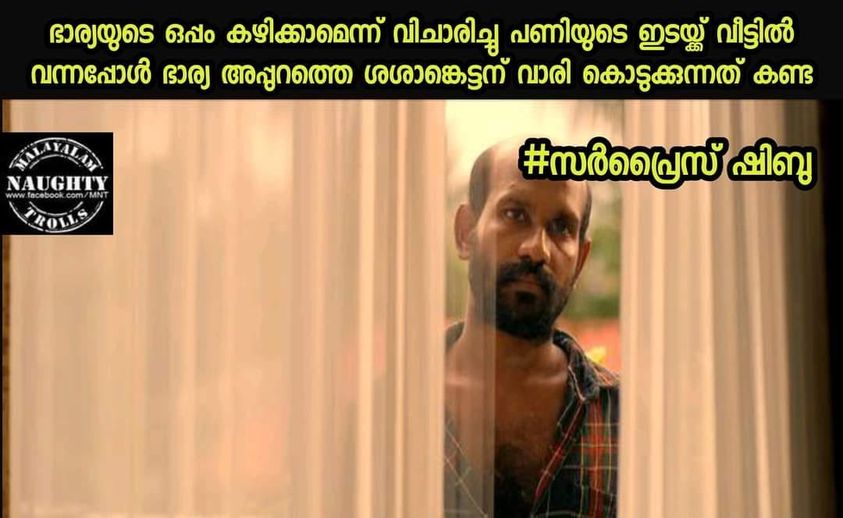 ഭാര്യയുടെ ഒപ്പം കഴിക്കാമെന്ന് വിചാരിച്ചു പണിയുടെ ഇടയ്ക്ക് വീട്ടിൽ
വന്നപ്പോൾ ഭാര്യ അപ്പുറത്തെ ശശാങ്കെട്ടന് വാരി കൊടുക്കുന്നത് കണ്ട
#സർപ്രൈസ് ഷിബു
MALAYALAM
NAUGHTY
www.facebook.com/MNT
TROLLS